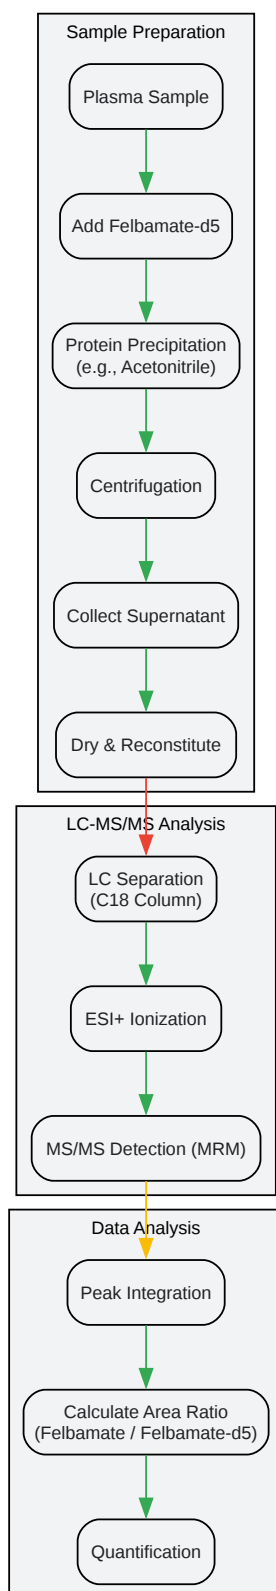 Sample Preparation
Plasma Sample
Add Felbamate-d5
Protein Precipitation
(e.g., Acetonitrile)
Centrifugation
Collect Supernatant
Dry & Reconstitute
LC-MS/MS Analysis
LC Separation
(C18 Column)
ESI+ Ionization
MS/MS Detection (MRM)
Data Analysis
Peak Integration
Calculate Area Ratio
(Felbamate / Felbamate-d5)
Quantification